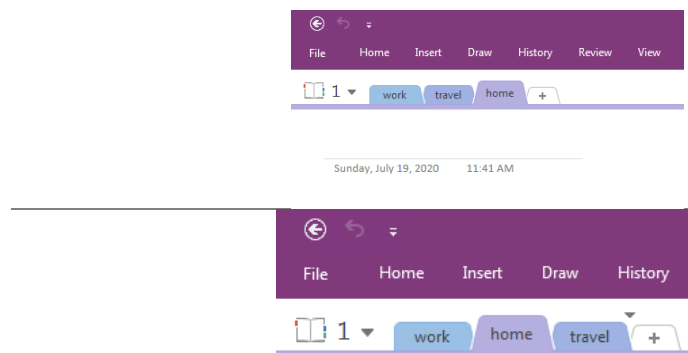 File Home Insert Draw History Review View
1 work travel home +
Sunday, July 19, 2020 11:41 AM
File Home Insert Draw History
1 work home travel +